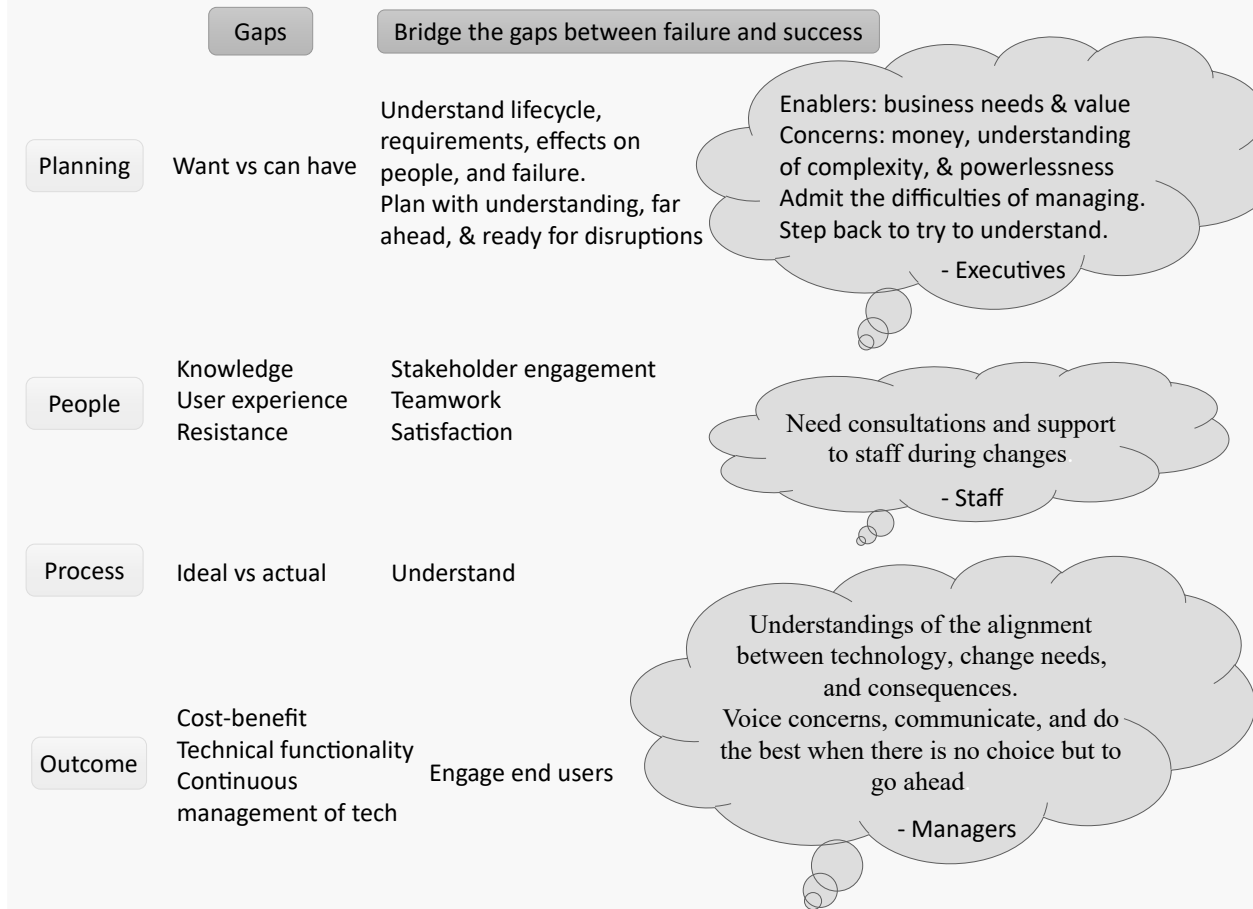 Gaps
Bridge the gaps between failure and success
Planning
Want vs can have
Understand lifecycle,
requirements, effects on
people, and failure.
Plan with understanding, far
ahead, & ready for disruptions
Enablers: business needs & value
Concerns: money, understanding
of complexity, & powerlessness
Admit the difficulties of managing.
Step back to try to understand.
- Executives
People
Knowledge
User experience
Resistance
Stakeholder engagement
Teamwork
Satisfaction
Need consultations and support
to staff during changes.
- Staff
Process
Ideal vs actual
Understand
Outcome
Cost-benefit
Technical functionality
Continuous
management of tech
Engage end users
Understandings of the alignment
between technology, change needs,
and consequences.
Voice concerns, communicate, and do
the best when there is no choice but to
go ahead.
- Managers